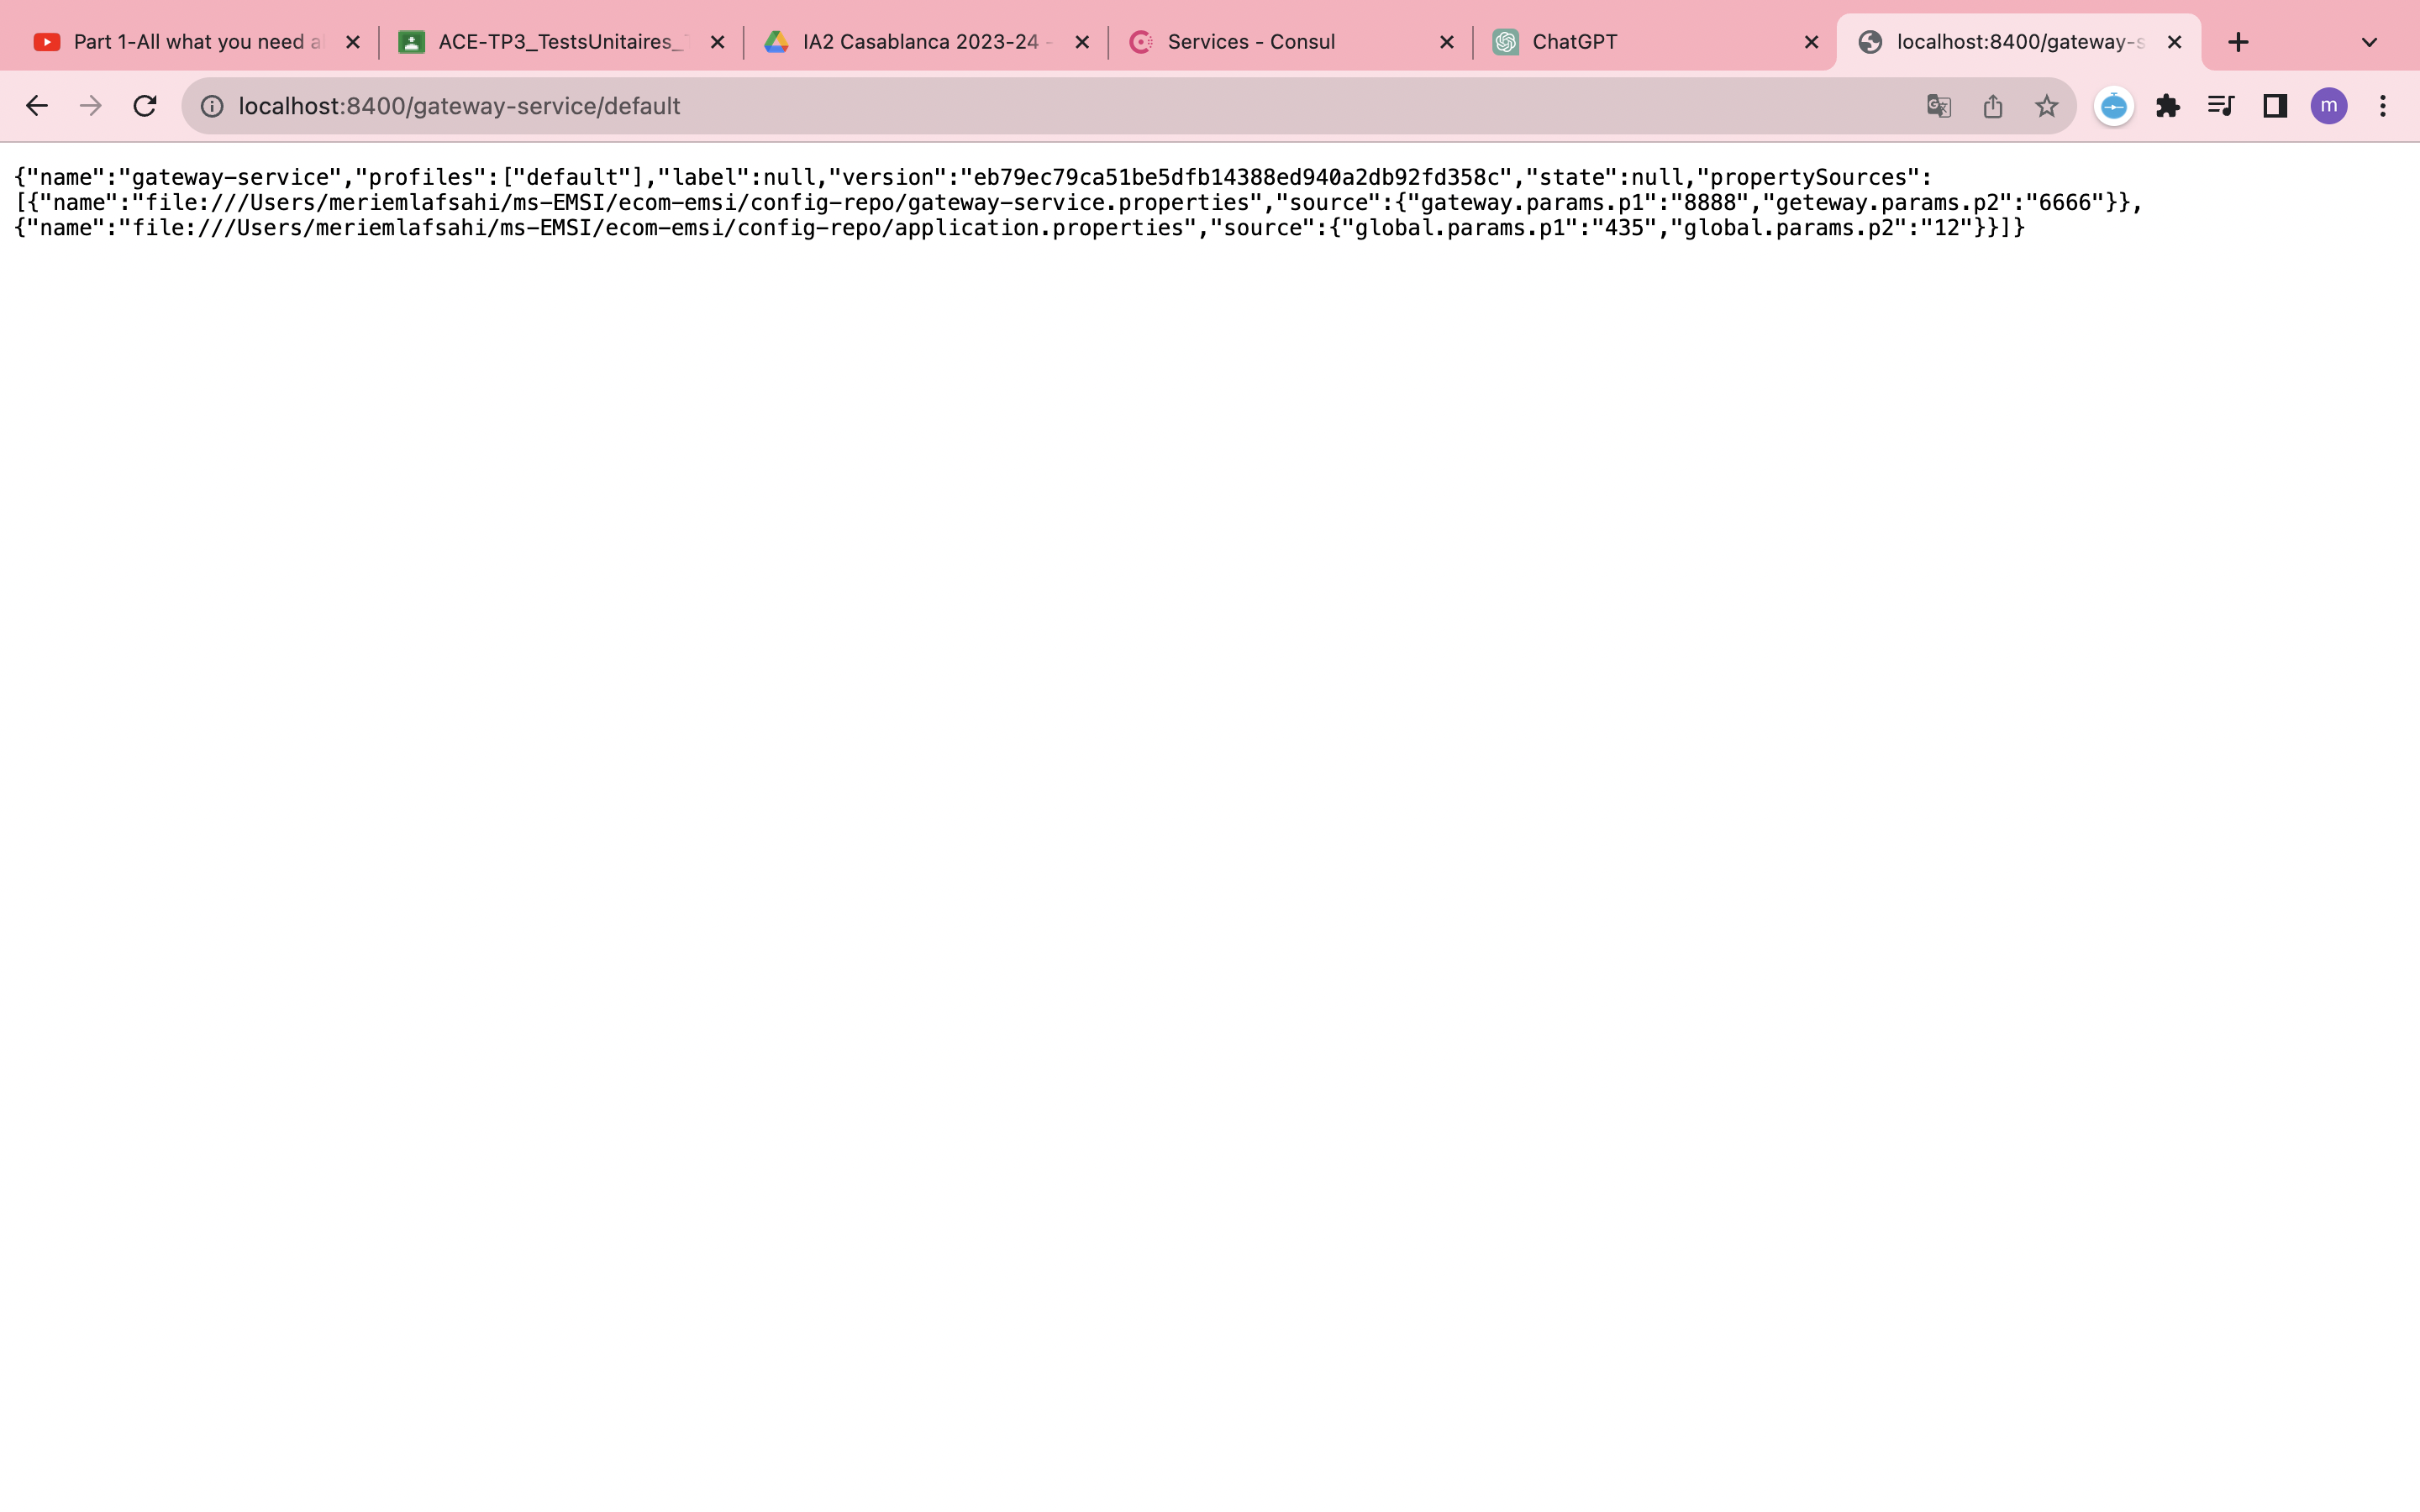 Part 1-All what you need a
ACE-TP3_TestsUnitaires_
IA2 Casablanca 2023-24 -
Services - Consul
ChatGPT
localhost:8400/gateway-s
localhost:8400/gateway-service/default
m
{"name":"gateway-service","profiles":["default"],"label":null,"version":"eb79ec79ca51be5dfb14388ed940a2db92fd358c","state":null,"propertySources":
[{"name":"file:///Users/meriemlafsahi/ms-EMSI/ecom-emsi/config-repo/gateway-service.properties","source":{"gateway.params.p1":"8888","geteway.params.p2":"6666"}},
{"name":"file:///Users/meriemlafsahi/ms-EMSI/ecom-emsi/config-repo/application.properties","source":{"global.params.p1":"435","global.params.p2":"12"}}]}